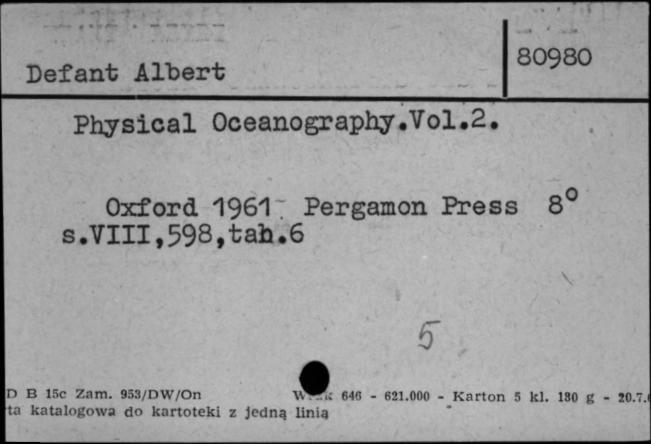 Defant Albert
80980
Physical Oceanography.Vol.2.
Oxford 1961 Pergamon Press 8°
s.VIII,598,tab.6
5
D B 15c Zam. 953/DW/On 646 - 621.000 - Karton 5 kl. 180 g - 20.7.
ta katalogowa do kartoteki z jedną linią